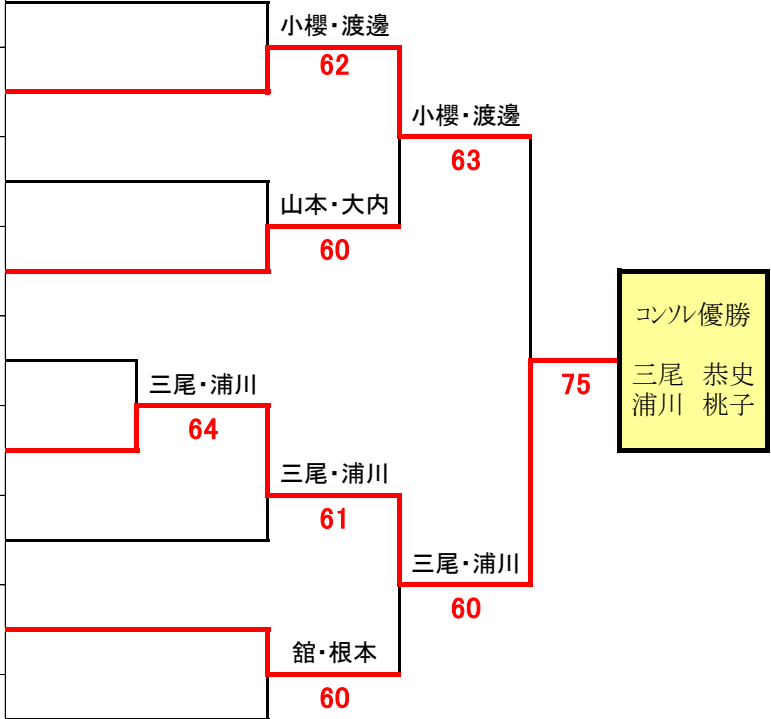 小櫻・渡邊
62
小櫻・渡邊
63
山本・大内
60
コンソレ優勝
三尾 恭史
浦川 桃子
75
三尾・浦川
64
三尾・浦川
61
三尾・浦川
60
舘・根本
60